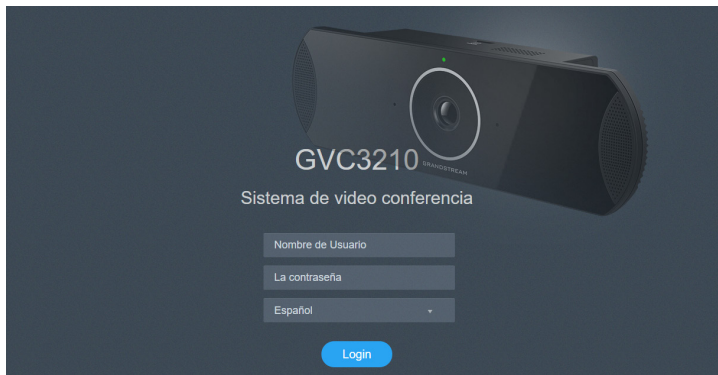 GVC3210
GRANDSTREAM
Sistema de video conferencia
Nombre de Usuario
La contraseña
Español
Login